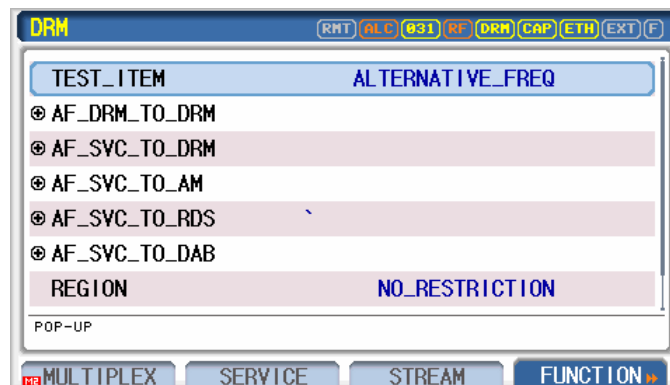 DRM RMT ALC 031 RF DRM CAP ETH EXT F
TEST_ITEM ALTERNATIVE_FREQ
⊕ AF_DRM_TO_DRM
⊕ AF_SVC_TO_DRM
⊕ AF_SVC_TO_AM
⊕ AF_SVC_TO_RDS `
⊕ AF_SVC_TO_DAB
REGION NO_RESTRICTION
POP-UP
M2 MULTIPLEX SERVICE STREAM FUNCTION »